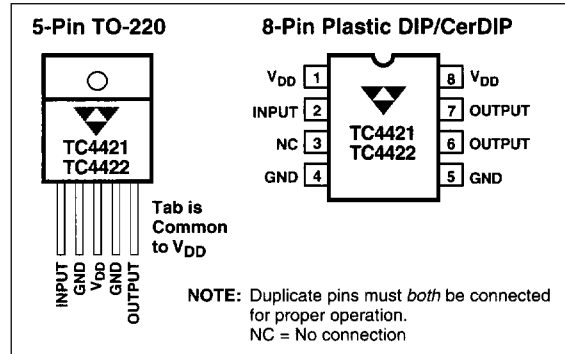 5-Pin TO-220
TC4421
TC4422
Tab is
Common
to VDD
INPUT
GND
VDD
GND
OUTPUT
8-Pin Plastic DIP/CerDIP
VDD 1
INPUT 2
NC 3
GND 4
TC4421
TC4422
8 VDD
7 OUTPUT
6 OUTPUT
5 GND
NOTE: Duplicate pins must both be connected
for proper operation.
NC = No connection